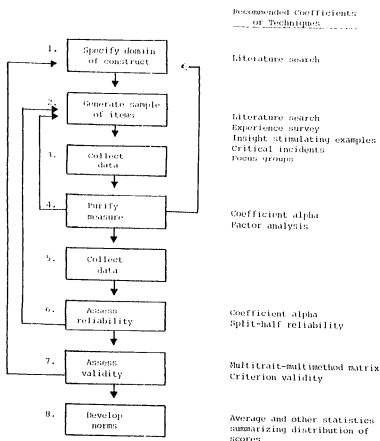 Recommended Coefficients
or Techniques
1.
Specify domain
of construct
Literature search
2.
Generate sample
of items
Literature search
Experience survey
Insight stimulating examples
Critical incidents
Focus groups
3.
Collect
data
4.
Purify
measure
Coefficient alpha
Factor analysis
5.
Collect
data
6.
Assess
reliability
Coefficient alpha
Split-half reliability
7.
Assess
validity
Multitrait-multimethod matrix
Criterion validity
8.
Develop
norms
Average and other statistics
summarizing distribution of
scores